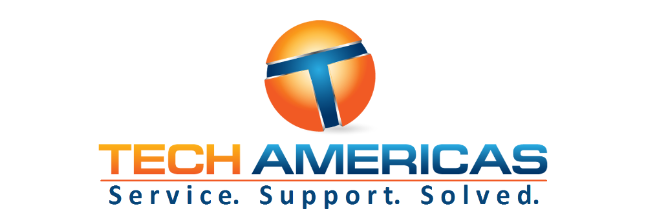 T
TECH AMERICAS
Service. Support. Solved.